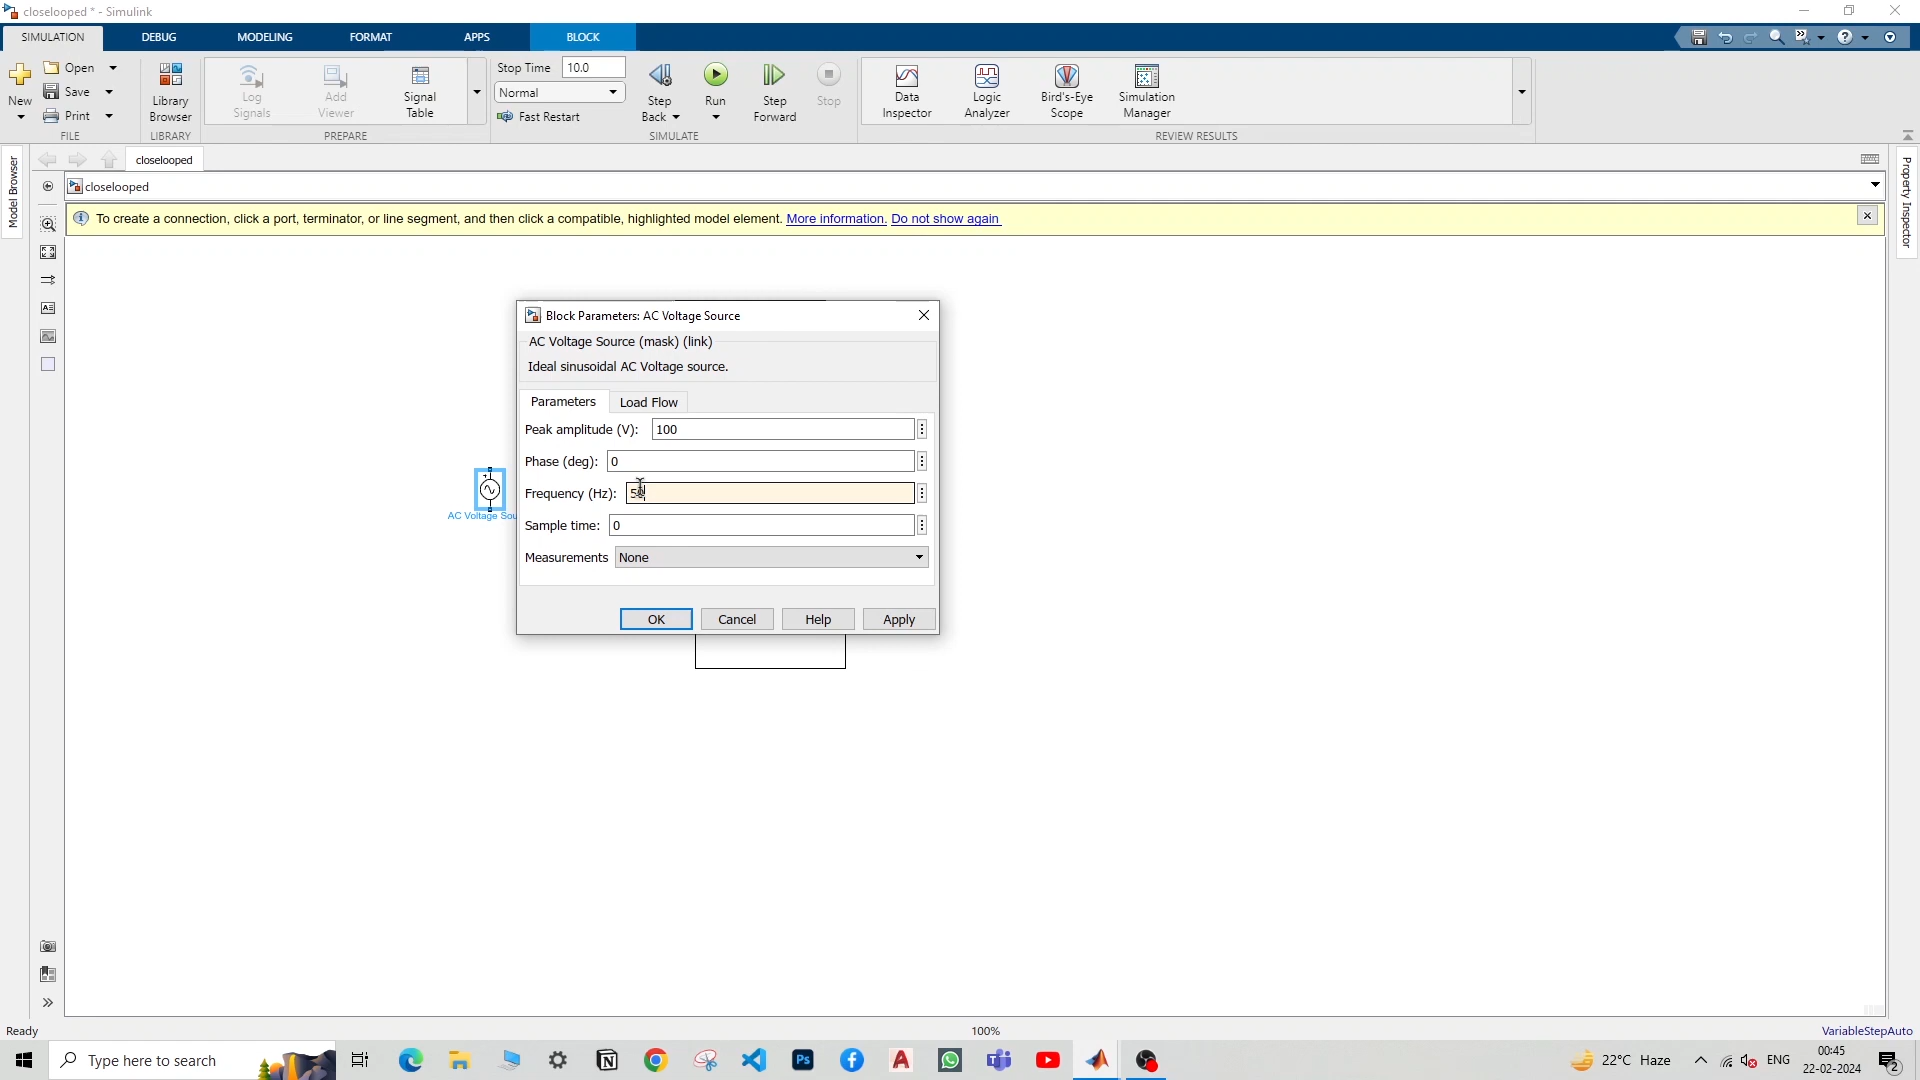 closelooped * - Simulink
SIMULATION DEBUG MODELING FORMAT APPS BLOCK
New
Open
Save
Print
FILE
Library Browser
LIBRARY
Log Signals
Add Viewer
Signal Table
PREPARE
Stop Time 10.0
Normal
Fast Restart
Step Back
Run
Step Forward
Stop
SIMULATE
Data Inspector
Logic Analyzer
Bird's-Eye Scope
Simulation Manager
REVIEW RESULTS
Model Browser
closelooped
closelooped
Property Inspector
To create a connection, click a port, terminator, or line segment, and then click a compatible, highlighted model element. More information. Do not show again
Block Parameters: AC Voltage Source
AC Voltage Source (mask) (link)
Ideal sinusoidal AC Voltage source.
Parameters Load Flow
Peak amplitude (V): 100
Phase (deg): 0
Frequency (Hz):
Sample time: 0
Measurements None
OK Cancel Help Apply
AC Voltage Sou
Ready 100% VariableStepAuto
Type here to search
22°C Haze
ENG
00:45
22-02-2024
2